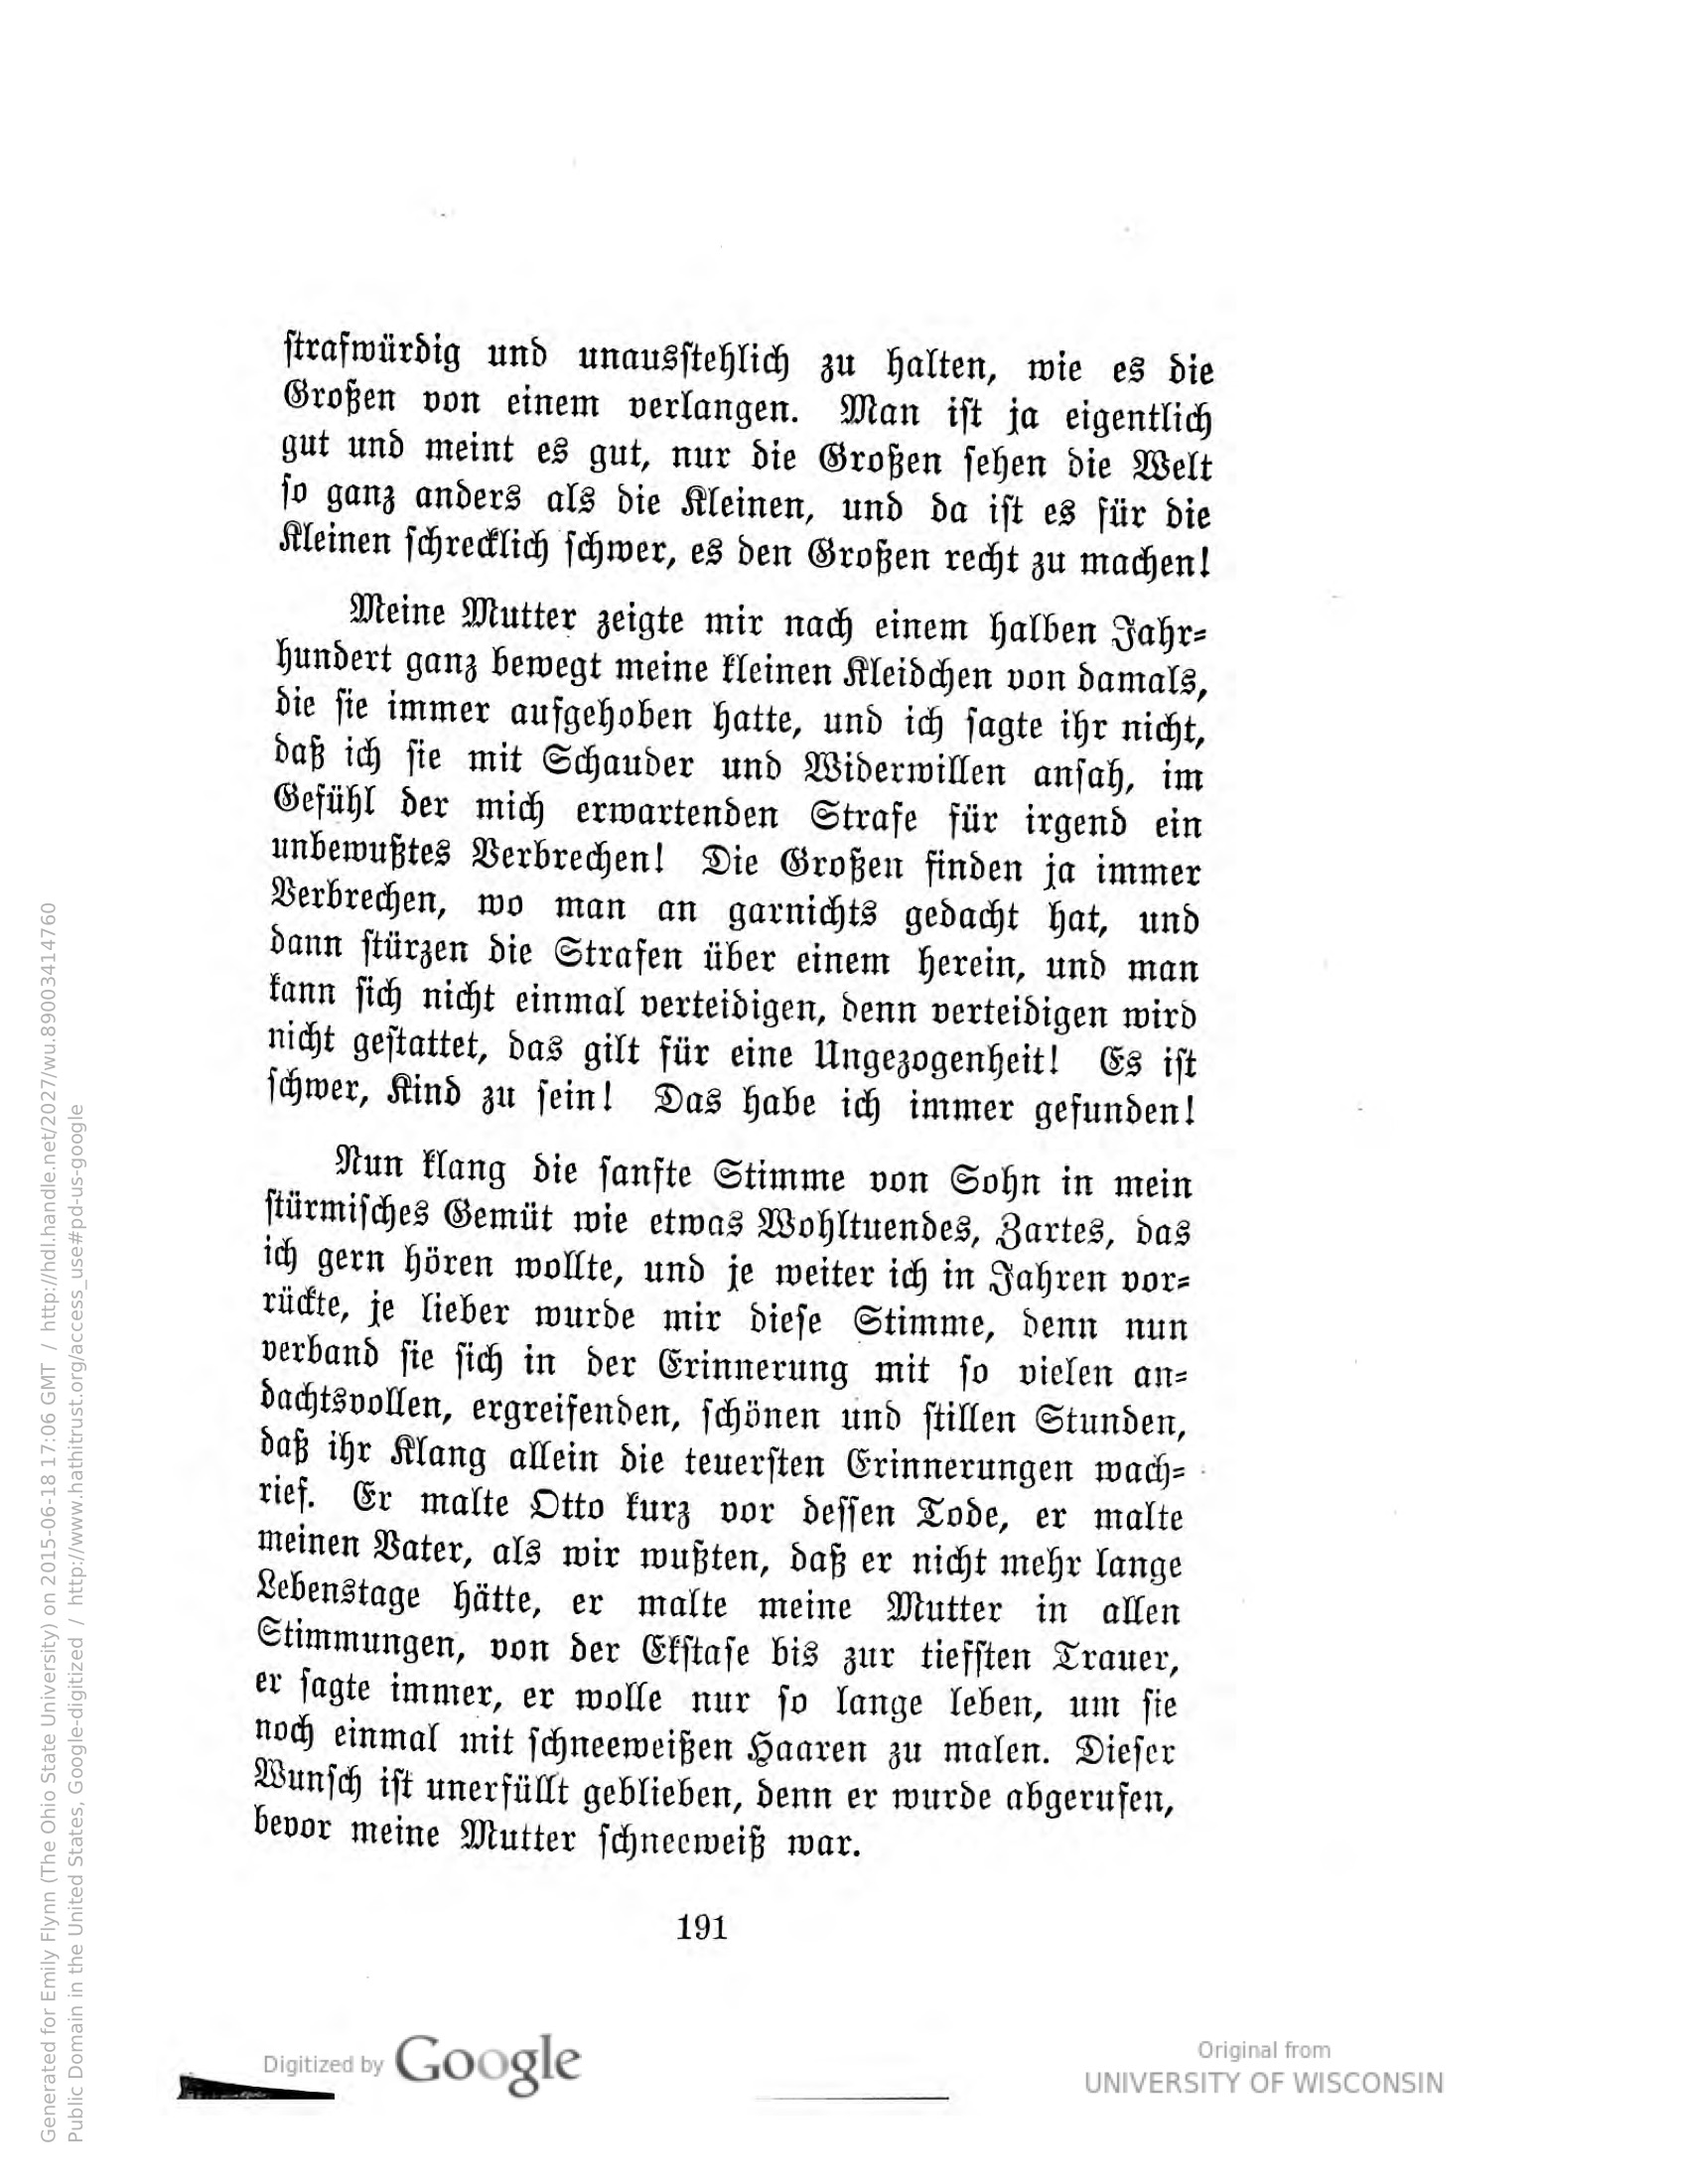 strafwürdig und unausstehlich zu halten, wie es die
Großen von einem verlangen. Man ist ja eigentlich
gut und meint es gut, nur die Großen sehen die Welt
so ganz anders als die Kleinen, und da ist es für die
Kleinen schrecklich schwer, es den Großen recht zu machen!
Meine Mutter zeigte mir nach einem halben Jahr-
hundert ganz bewegt meine kleinen Kleidchen von damals,
die sie immer aufgehoben hatte, und ich sagte ihr nicht,
daß ich sie mit Schauder und Widerwillen ansah, im
Gefühl der mich erwartenden Strafe für irgend ein
unbewußtes Verbrechen! Die Großen finden ja immer
Verbrechen, wo man an garnichts gedacht hat, und
dann stürzen die Strafen über einem herein, und man
kann sich nicht einmal verteidigen, denn verteidigen wird
nicht gestattet, das gilt für eine Ungezogenheit! Es ist
schwer, Kind zu sein! Das habe ich immer gefunden!
Nun klang die sanfte Stimme von Sohn in mein
stürmisches Gemüt wie etwas Wohltuendes, Zartes, das
ich gern hören wollte, und je weiter ich in Jahren vor-
rückte, je lieber wurde mir diese Stimme, denn nun
verband sie sich in der Erinnerung mit so vielen an-
dachtsvollen, ergreifenden, schönen und stillen Stunden,
daß ihr Klang allein die teuersten Erinnerungen wach-
rief. Er malte Otto kurz vor dessen Tode, er malte
meinen Vater, als wir wußten, daß er nicht mehr lange
Lebenstage hätte, er malte meine Mutter in allen
Stimmungen, von der Ekstase bis zur tiefsten Trauer,
er sagte immer, er wolle nur so lange leben, um sie
noch einmal mit schneeweißen Haaren zu malen. Dieser
Wunsch ist unerfüllt geblieben, denn er wurde abgerufen,
bevor meine Mutter schneeweiß war.
191
Digitized by Google
Original from
UNIVERSITY OF WISCONSIN
Generated for Emily Flynn (The Ohio State University) on 2015-06-18 17:06 GMT / http://hdl.handle.net/2027/wu.89003414760
Public Domain in the United States, Google-digitized / http://www.hathitrust.org/access_use#pd-us-google